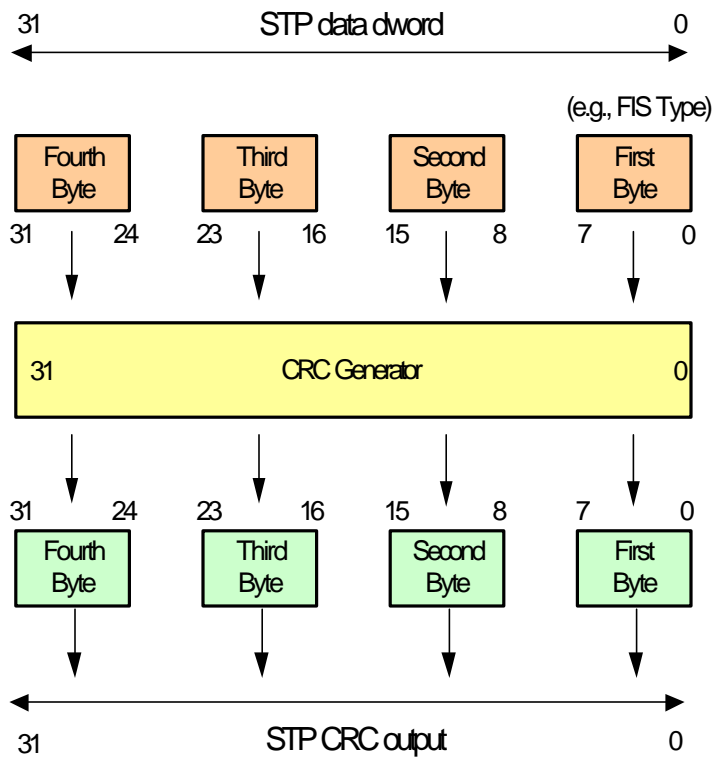 31 STP data dword 0
(e.g., FIS Type)
Fourth Byte Third Byte Second Byte First Byte
31 24 23 16 15 8 7 0
31 CRC Generator 0
31 24 23 16 15 8 7 0
Fourth Byte Third Byte Second Byte First Byte
31 STP CRC output 0